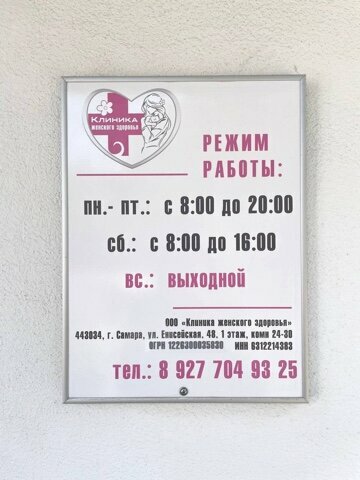 Клиника
женского здоровья
РЕЖИМ
РАБОТЫ:
пн.- пт.: с 8:00 до 20:00
сб.: с 8:00 до 16:00
вс.: выходной
ООО «Клиника женского здоровья»
443034, г. Самара, ул. Енисейская, 48, 1 этаж, комн 24-30
ОГРН 1226300035830 ИНН 6312214383
тел.: 8 927 704 93 25